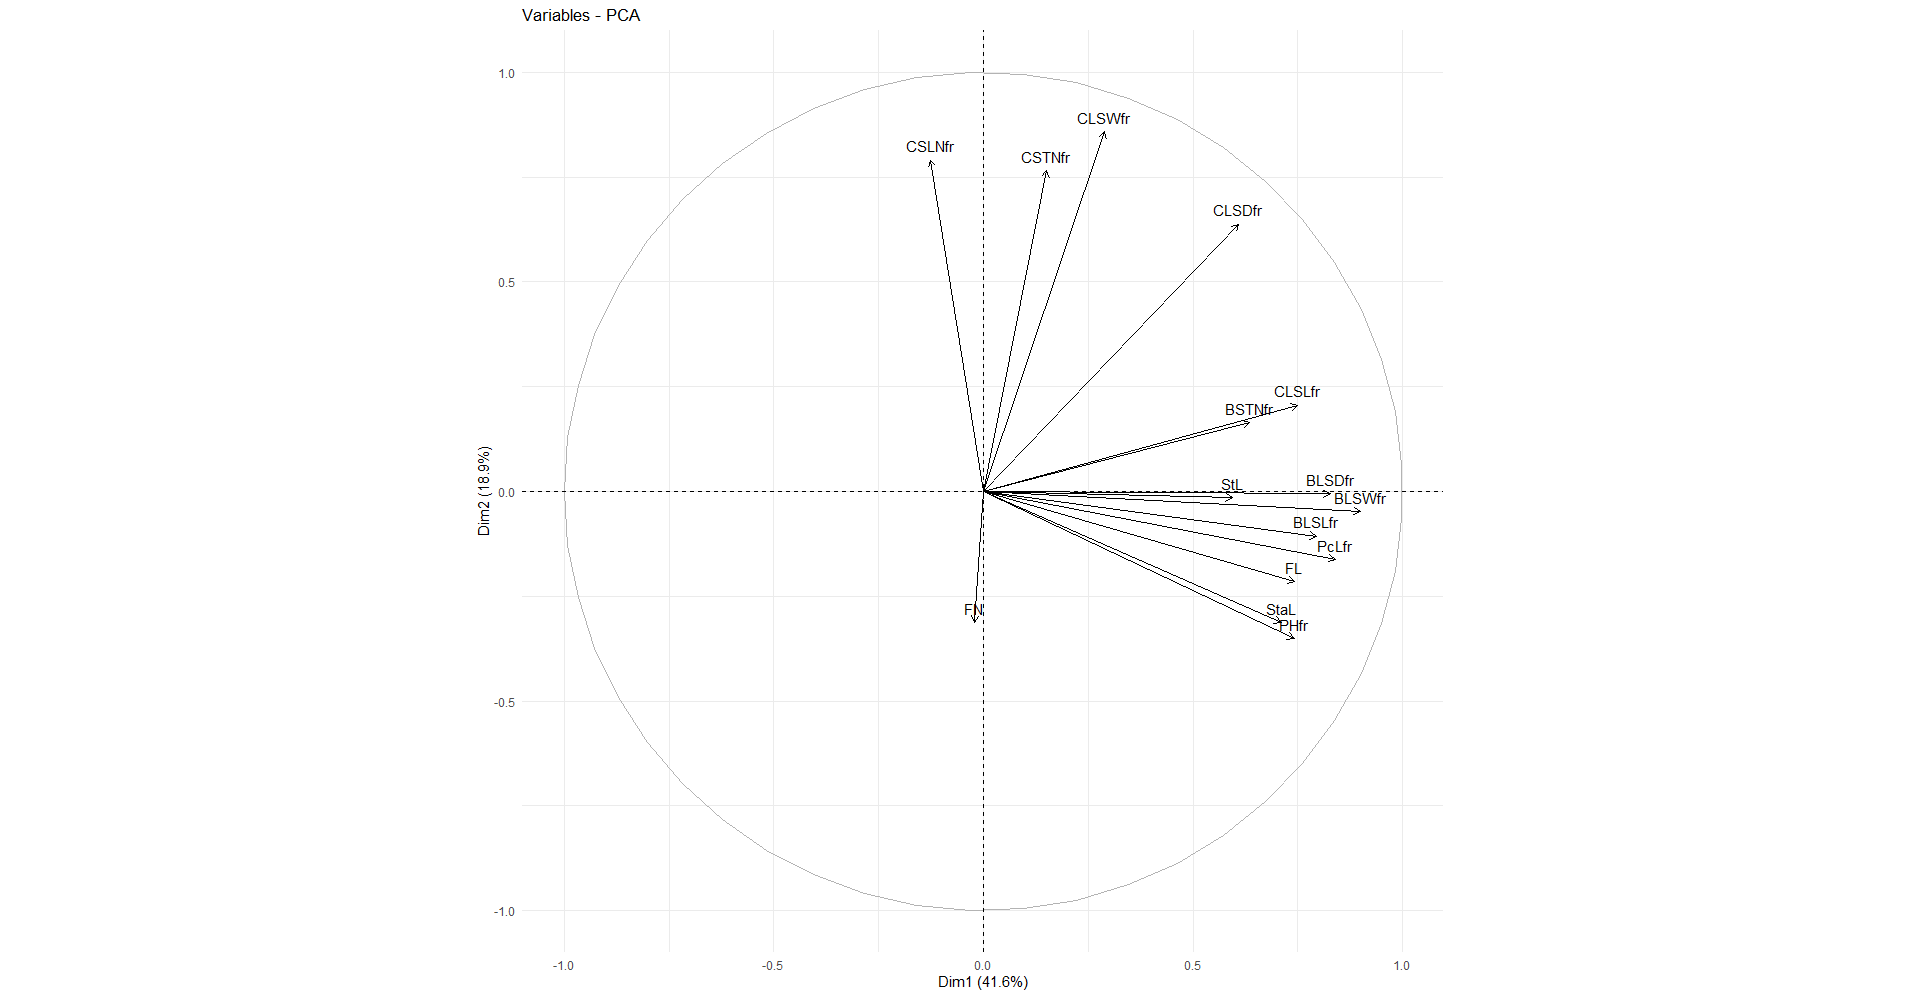 Variables - PCA
1.0
CLSWfr
CSLNfr
CSTNfr
CLSDfr
0.5
CLSLfr
BSTNfr
BLSDfr
StL
0.0
BLSWfr
BLSLfr
PcLfr
FL
FN
StaL
PHfr
-0.5
-1.0
Dim2 (18.9%)
-1.0 -0.5 0.0 0.5 1.0
Dim1 (41.6%)